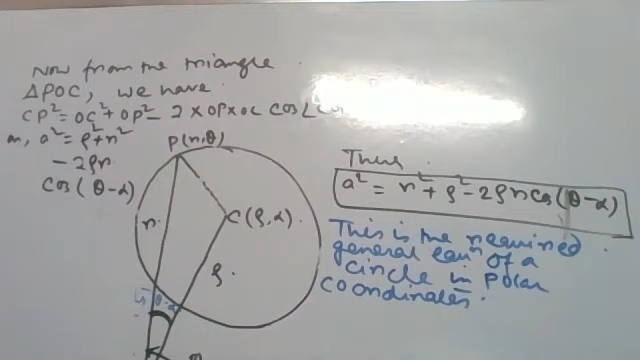 Now from the triangle
ΔPOC, we have
CP² = OC² + OP² - 2 × OP × OC Cos∠
or, a² = ρ² + r²
- 2ρr
Cos(θ-α)
P(r,θ)
r
C(ρ,α).
ρ.
θ-α
Thus
a² = r² + ρ² - 2ρr cos(θ-α)
This is the required
general eqn of a
circle in Polar
Coordinates.